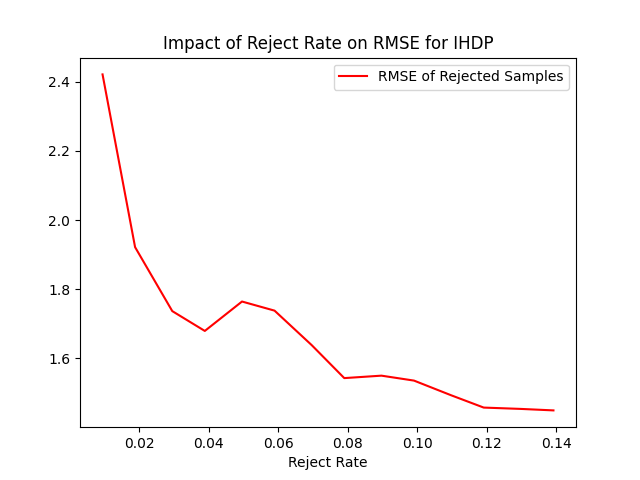 Impact of Reject Rate on RMSE for IHDP
RMSE of Rejected Samples
2.4
2.2
2.0
1.8
1.6
0.02 0.04 0.06 0.08 0.10 0.12 0.14
Reject Rate